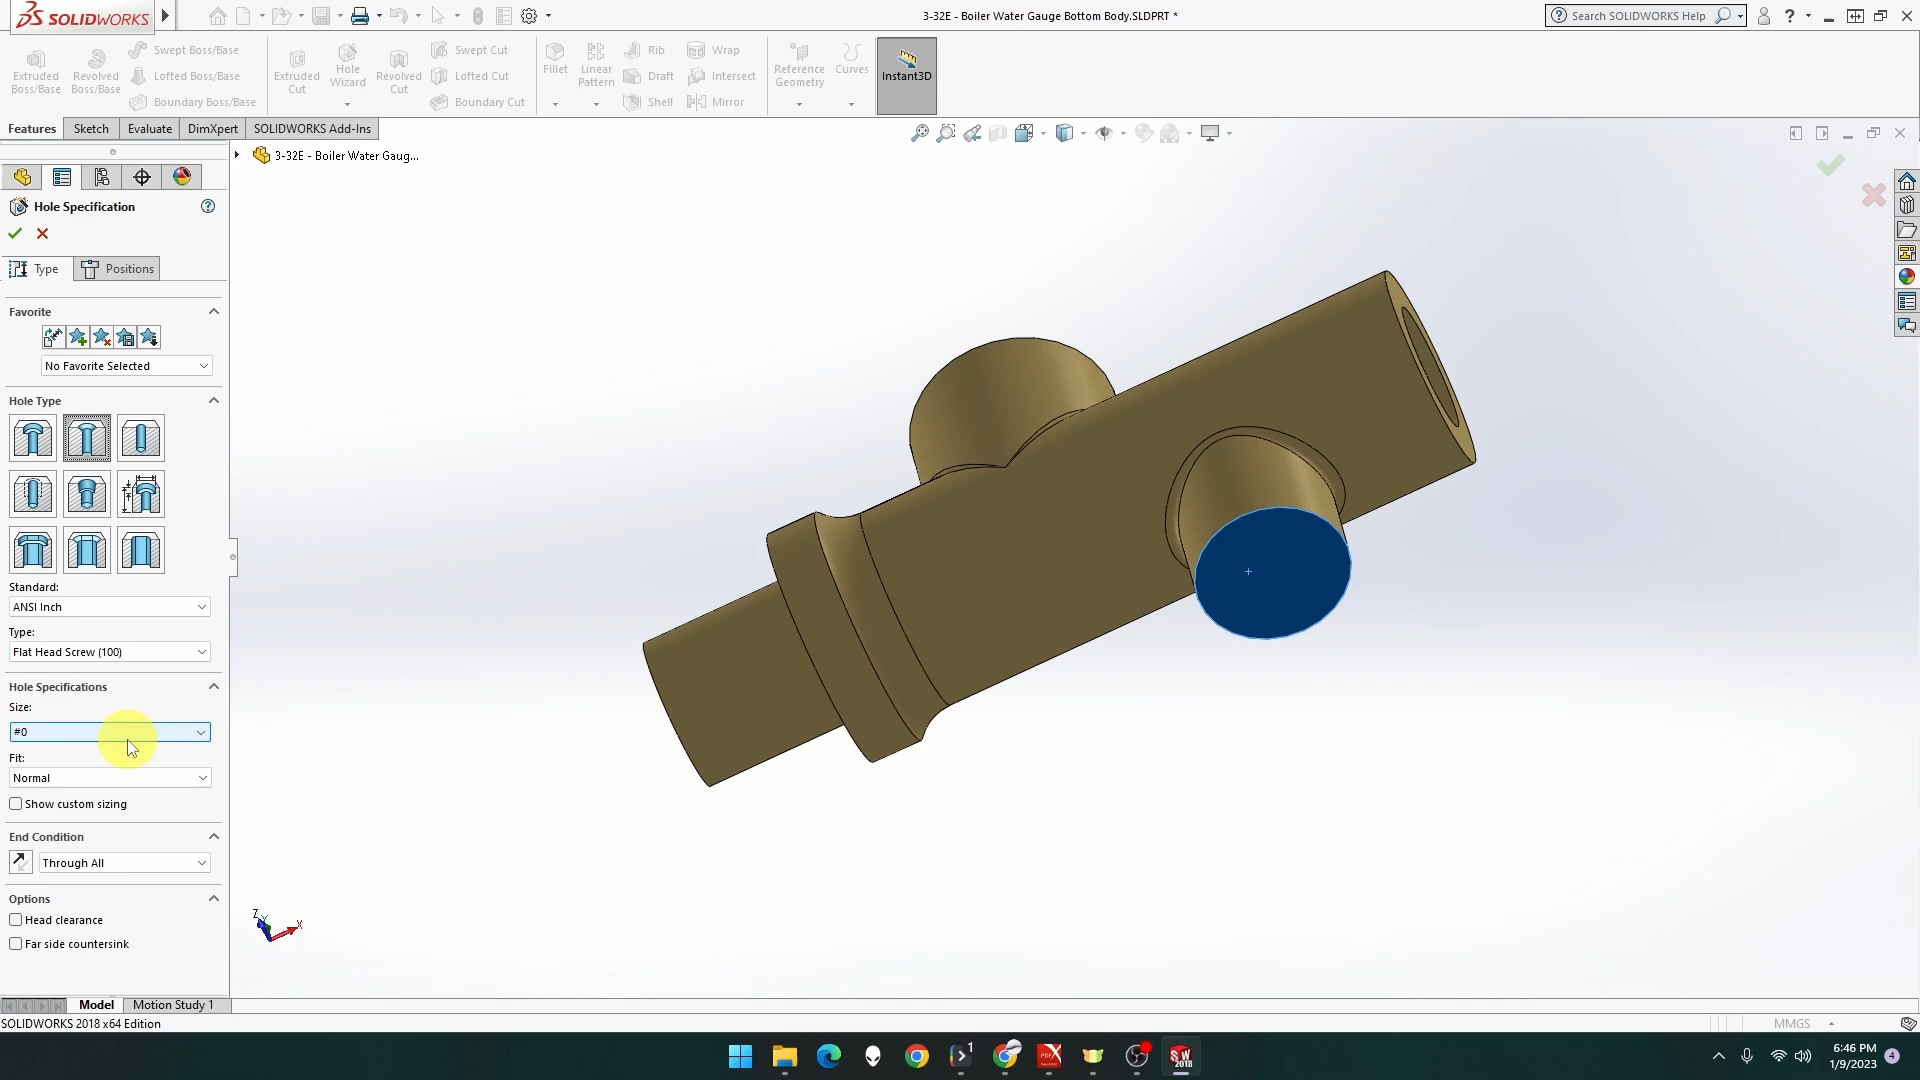 SOLIDWORKS
3-32E - Boiler Water Gauge Bottom Body.SLDPRT *
Search SOLIDWORKS Help
Extruded Boss/Base
Revolved Boss/Base
Swept Boss/Base
Lofted Boss/Base
Boundary Boss/Base
Extruded Cut
Hole Wizard
Revolved Cut
Swept Cut
Lofted Cut
Boundary Cut
Fillet
Linear Pattern
Rib
Draft
Shell
Wrap
Intersect
Mirror
Reference Geometry
Curves
Instant3D
Features
Sketch
Evaluate
DimXpert
SOLIDWORKS Add-Ins
3-32E - Boiler Water Gaug...
Hole Specification
Type
Positions
Favorite
No Favorite Selected
Hole Type
Standard:
ANSI Inch
Type:
Flat Head Screw (100)
Hole Specifications
Size:
#0
Fit:
Normal
Show custom sizing
End Condition
Through All
Options
Head clearance
Far side countersink
Z
Y
X
Model
Motion Study 1
SOLIDWORKS 2018 x64 Edition
MMGS
1
PDF
SW
2018
6:46 PM
1/9/2023
4